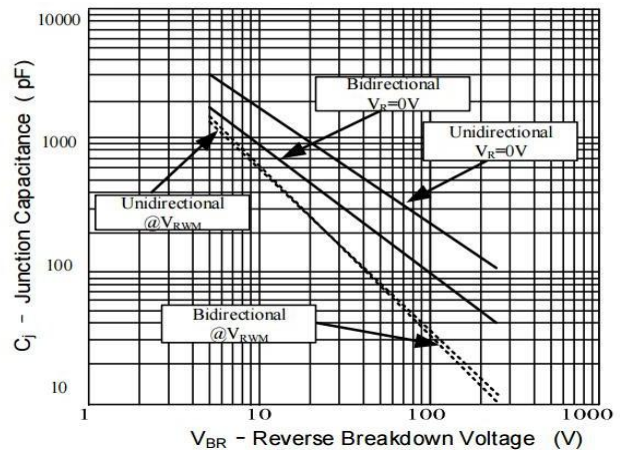 10000
1000
100
10
1
10
100
1000
Cj - Junction Capacitance ( pF)
VBR - Reverse Breakdown Voltage (V)
Bidirectional
VR=0V
Unidirectional
VR=0V
Unidirectional
@VRWM
Bidirectional
@VRWM